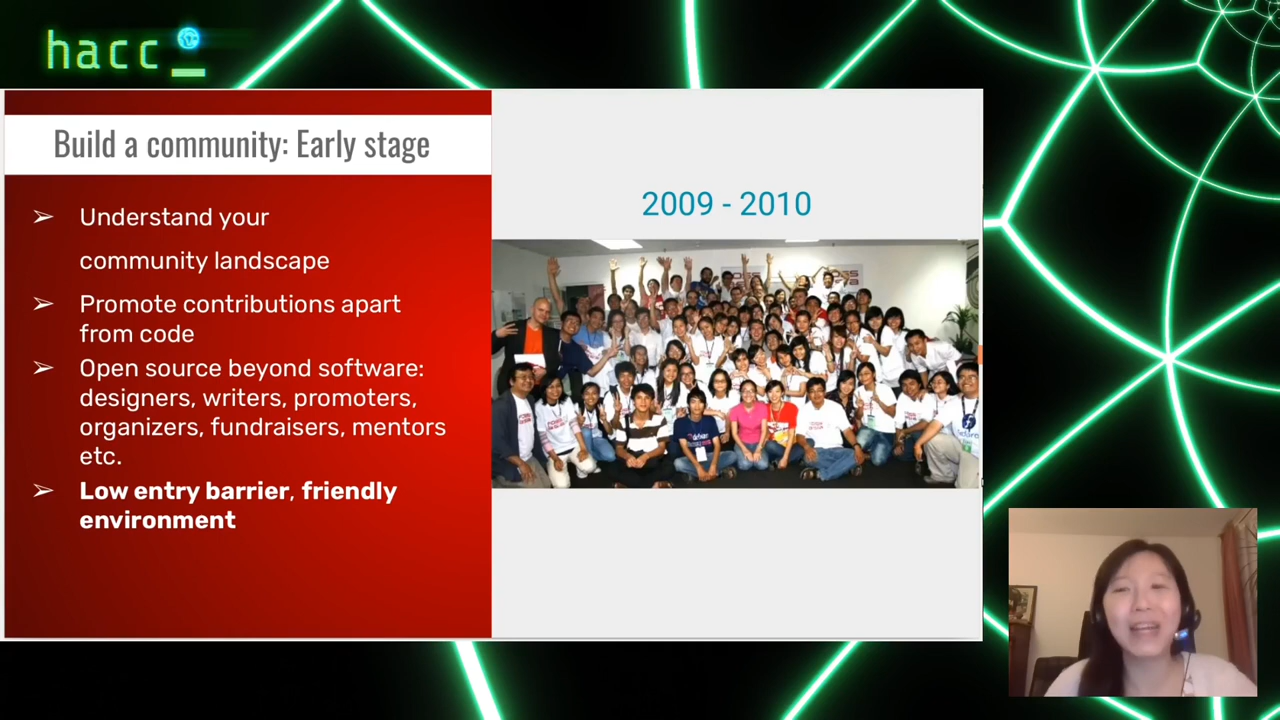 hacc
Build a community: Early stage
➢ Understand your
community landscape
➢ Promote contributions apart
from code
➢ Open source beyond software:
designers, writers, promoters,
organizers, fundraisers, mentors
etc.
➢ Low entry barrier, friendly
environment
2009 - 2010
debian